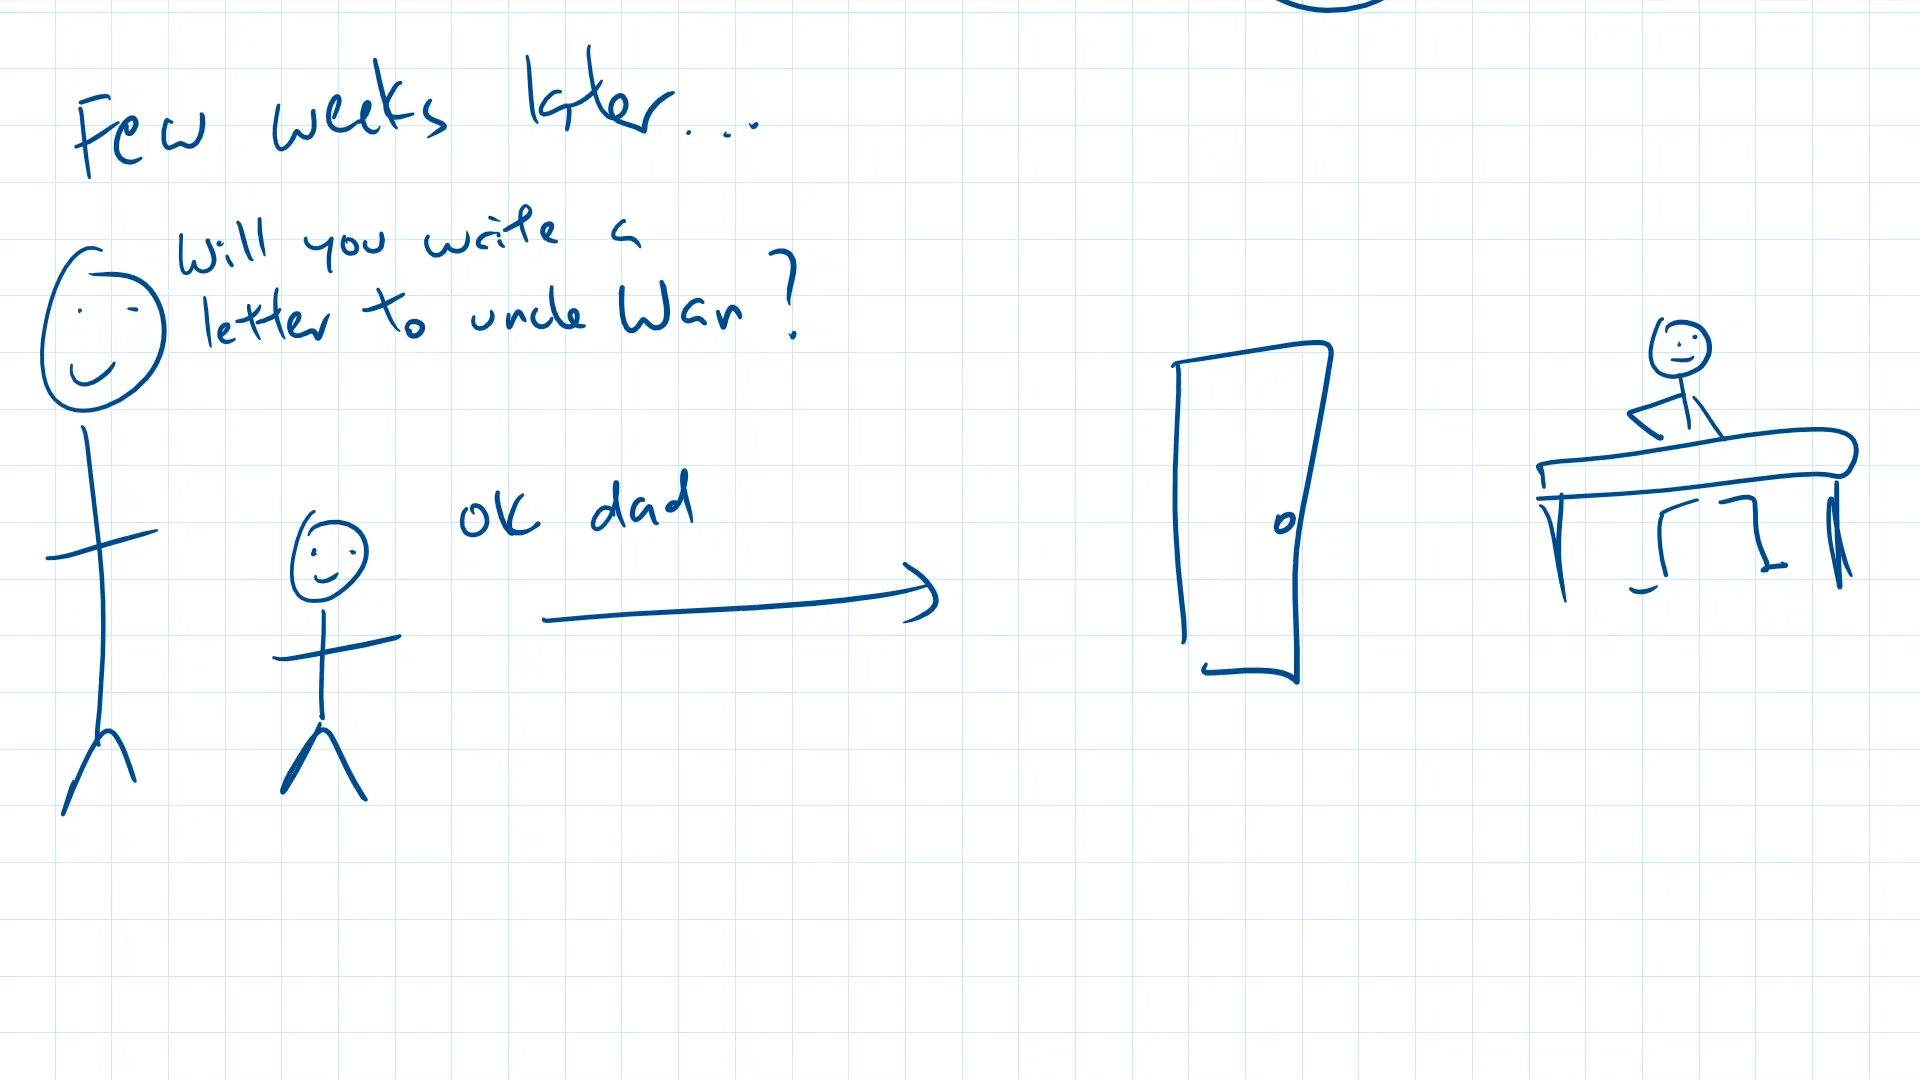 Few weeks later...
Will you write a
letter to uncle Wan?
OK dad